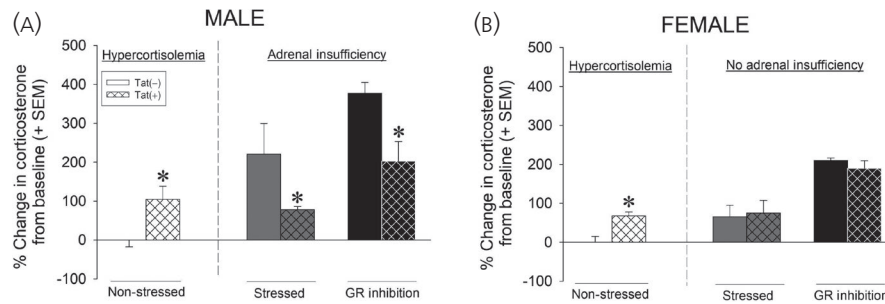 (A)
MALE
Hypercortisolemia
Adrenal insufficiency
Tat(−)
Tat(+)
% Change in corticosterone
from baseline (+ SEM)
500
400
300
200
100
0
-100
*
*
*
Non-stressed
Stressed
GR inhibition
(B)
FEMALE
Hypercortisolemia
No adrenal insufficiency
% Change in corticosterone
from baseline (+ SEM)
500
400
300
200
100
0
-100
*
Non-stressed
Stressed
GR inhibition